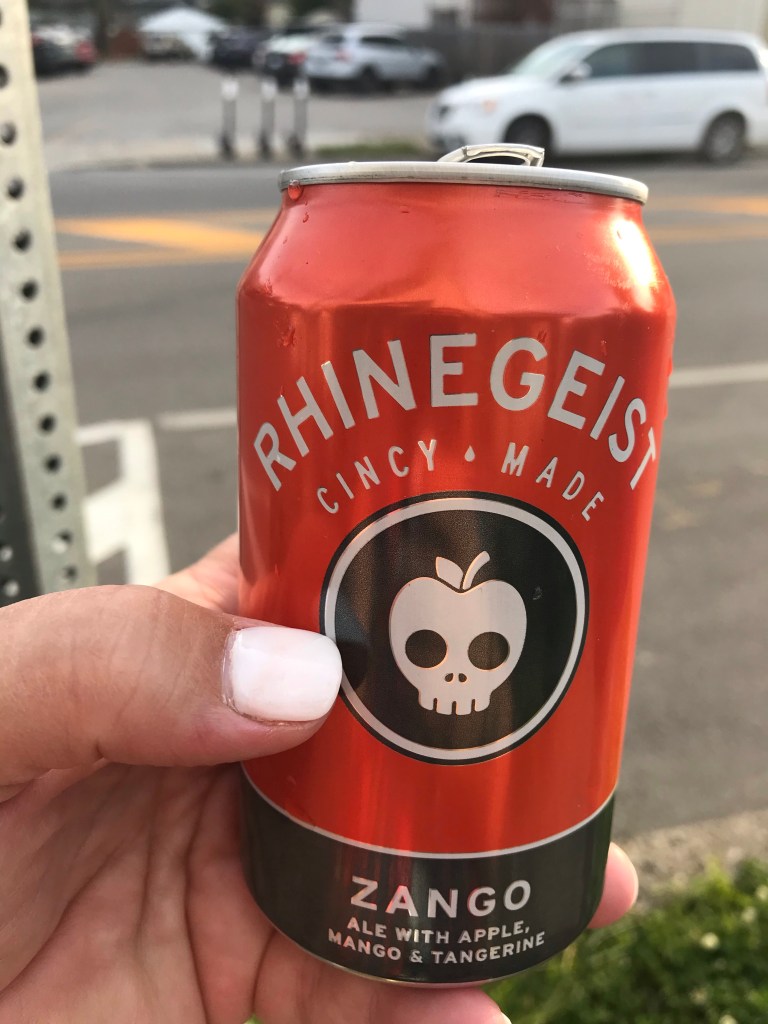 RHINEGEIST
CINCY • MADE
ZANGO
ALE WITH APPLE,
MANGO & TANGERINE